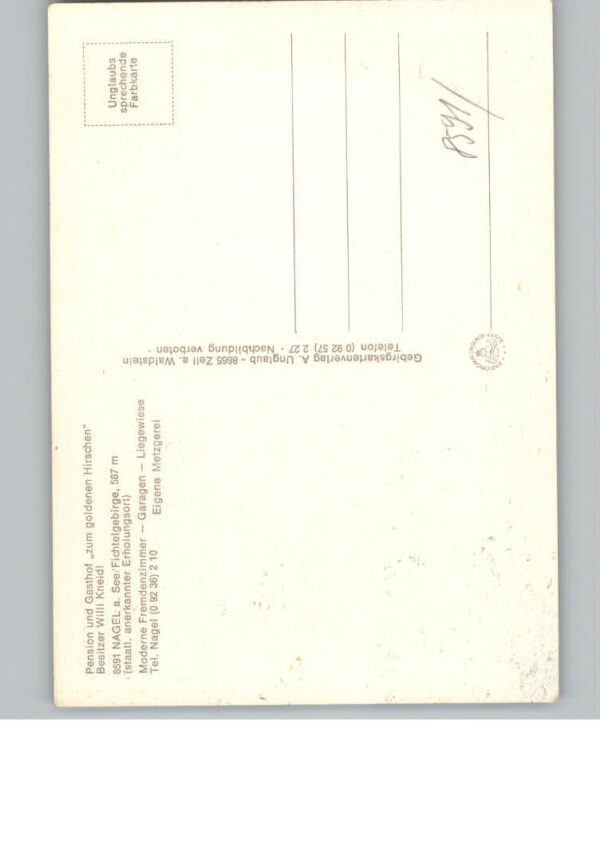 Pension und Gasthof „zum goldenen Hirschen"
Besitzer Willi Kneidl
8591 NAGEL a. See/Fichtelgebirge, 587 m
(staatl. anerkannter Erholungsort)
Moderne Fremdenzimmer — Garagen — Liegewiese
Tel. Nagel (0 92 36) 2 10 Eigene Metzgerei
Gebirgskartenverlag A. Unglaub - 8665 Zell a. Waldstein
Telefon (0 92 57) 2 27 · Nachbildung verboten ·
Unglaubs
sprechende
Farbkarte